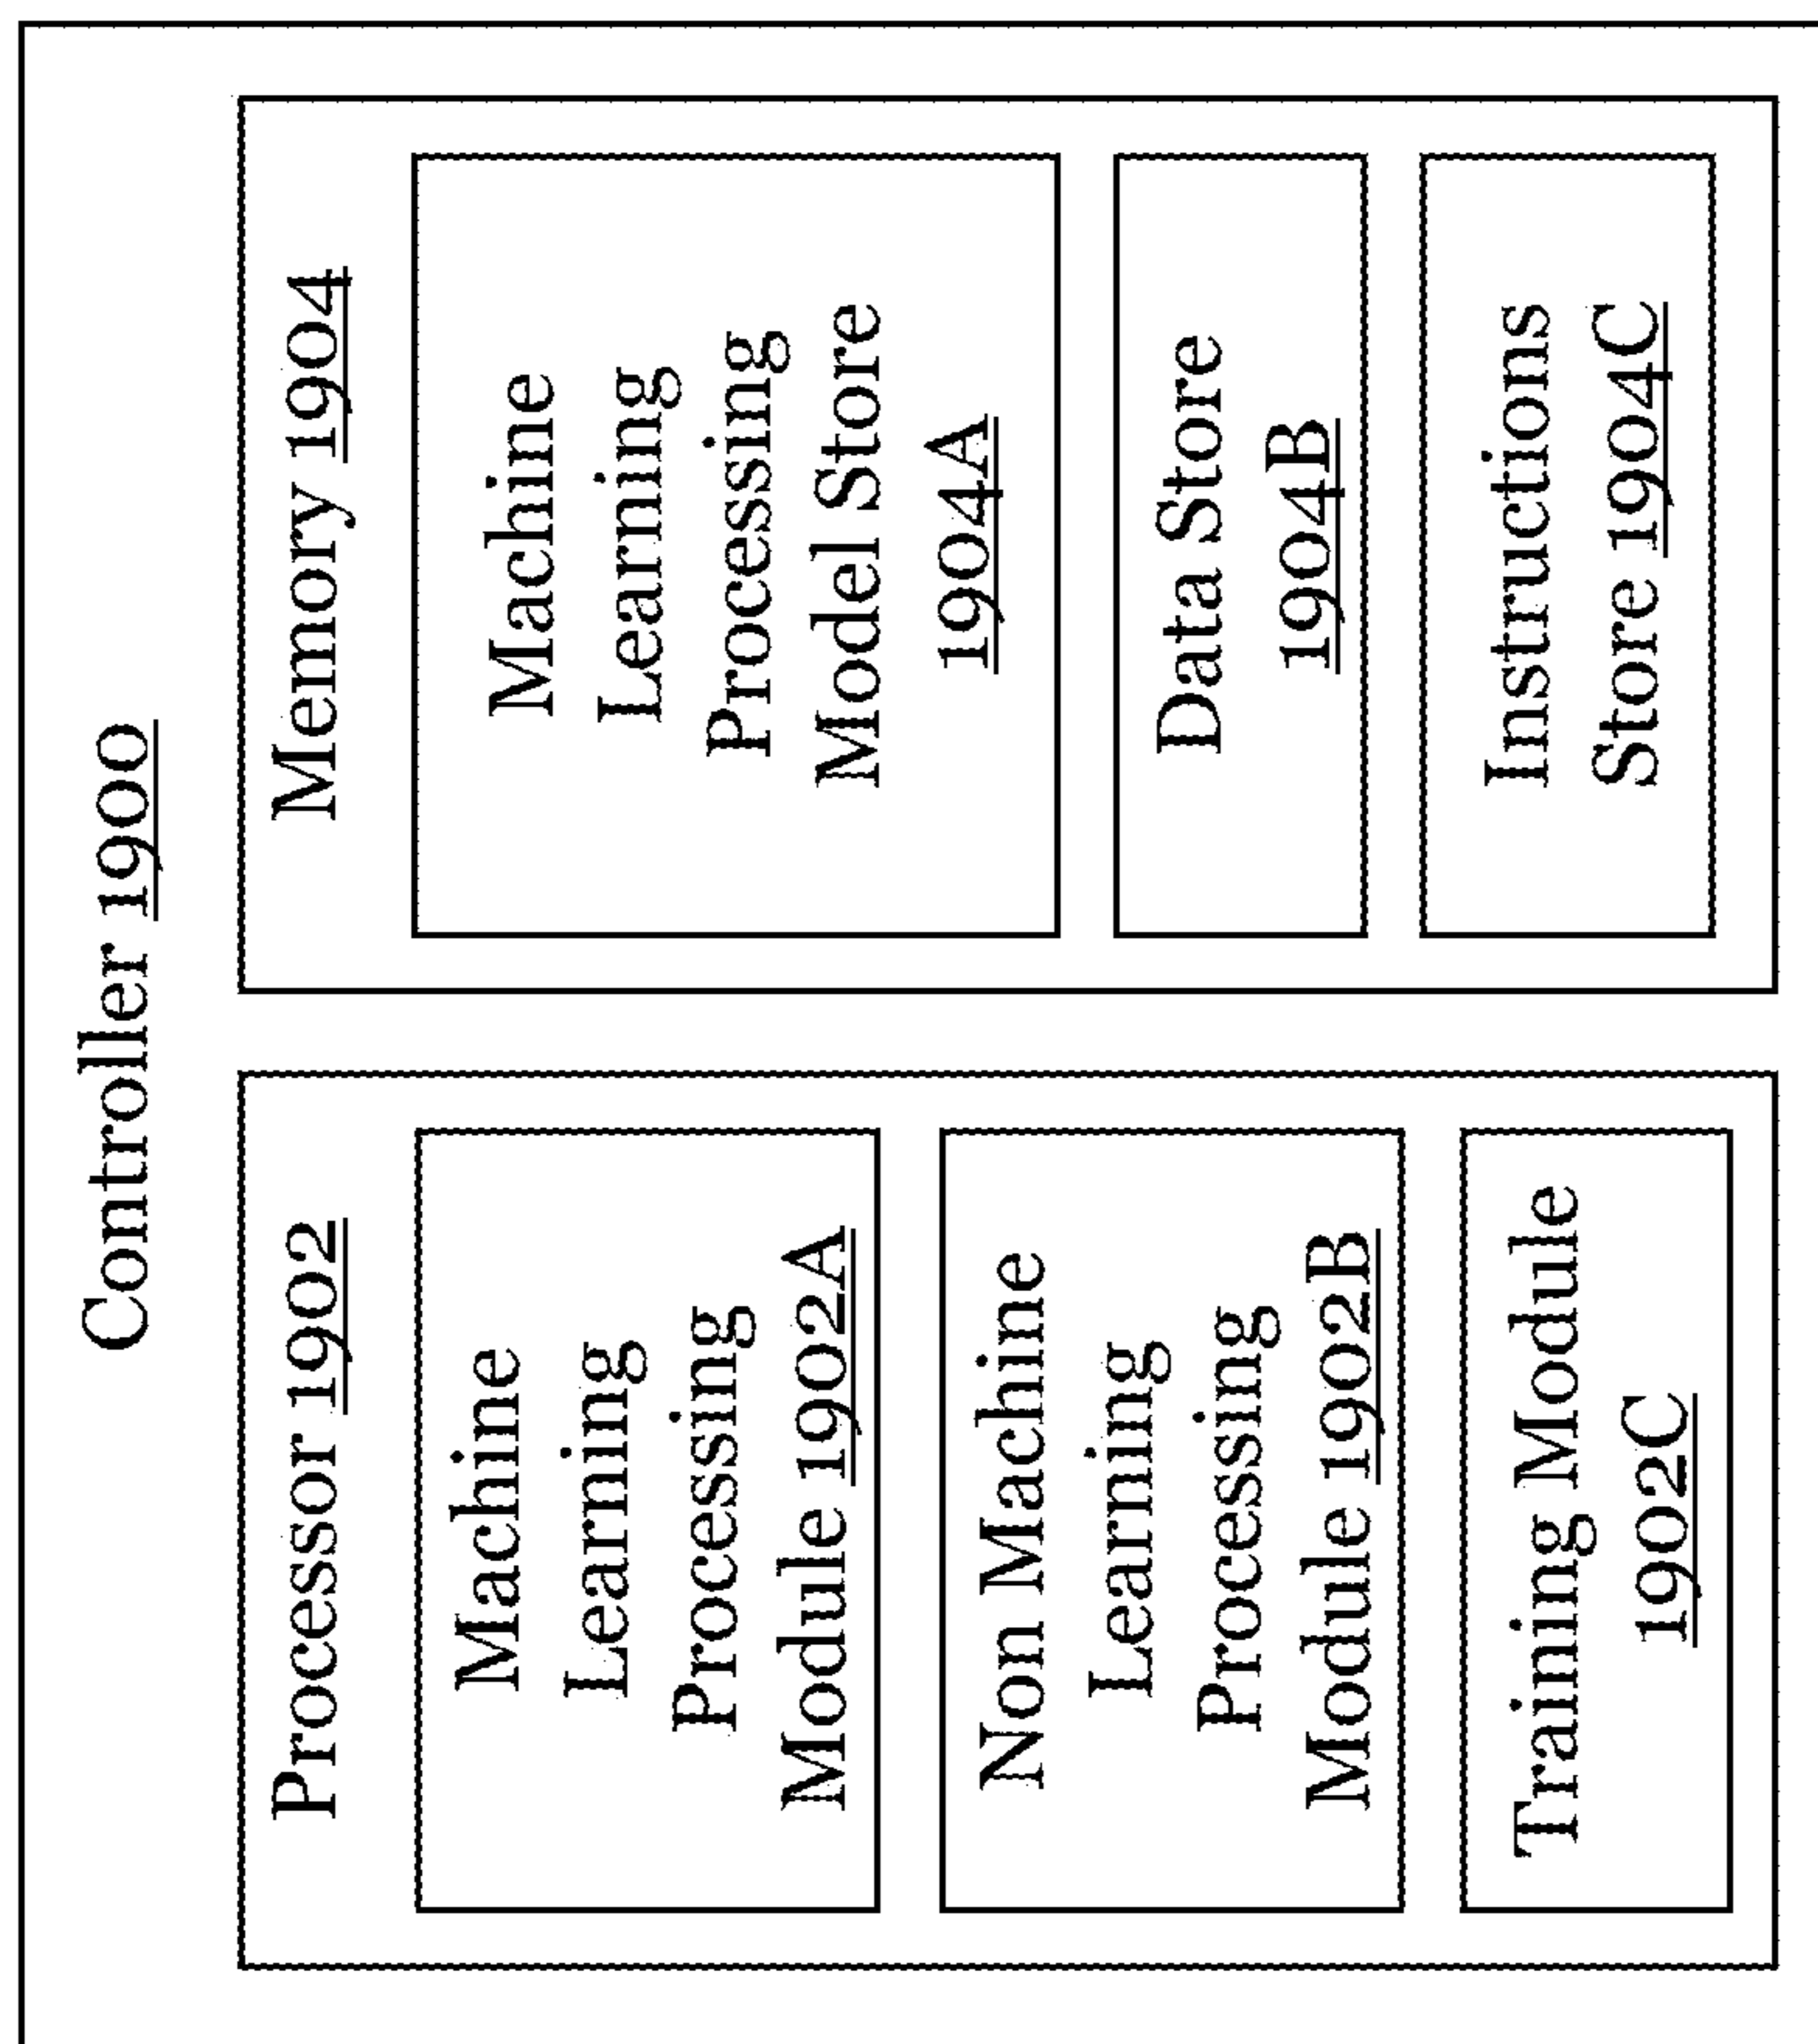 Controller 1900
Processor 1902
Machine
Learning
Processing
Module 1902A
Non Machine
Learning
Processing
Module 1902B
Training Module
1902C
Memory 1904
Machine
Learning
Processing
Model Store
1904A
Data Store
1904B
Instructions
Store 1904C